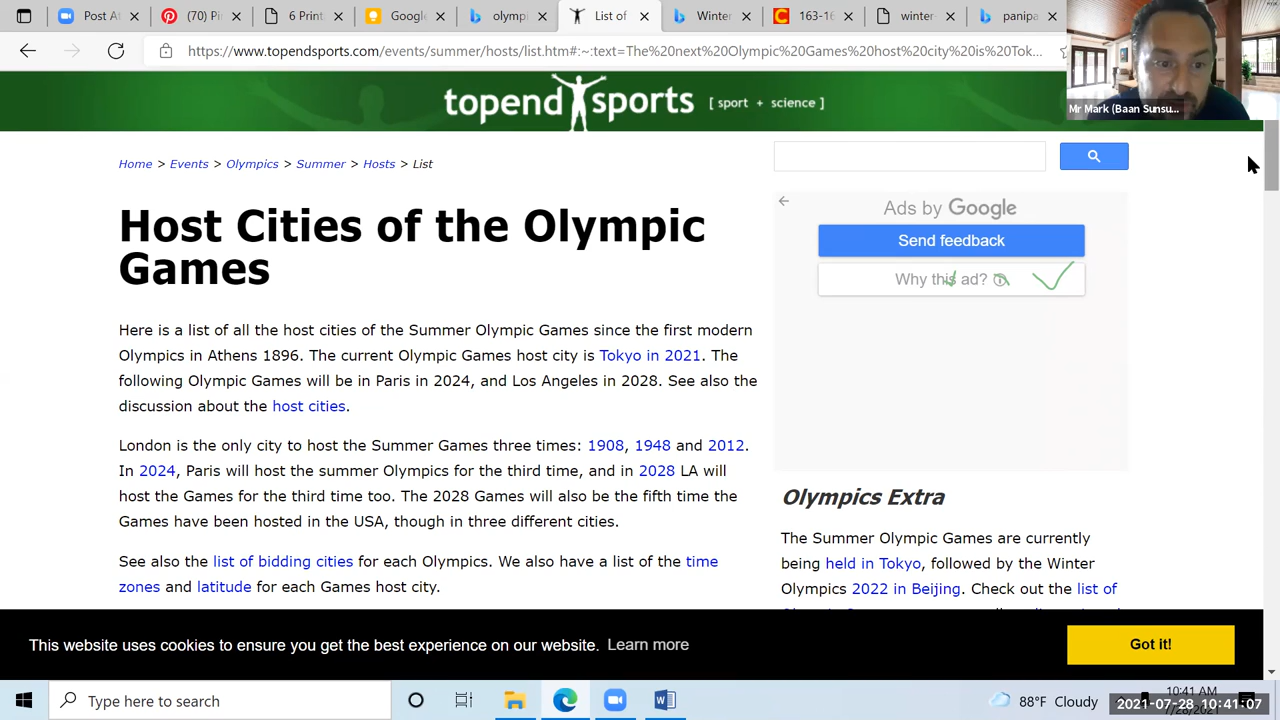 Post At
(70) Pi
6 Print
Google
olympi
List of
Winter
163-16
winter
panipa
https://www.topendsports.com/events/summer/hosts/list.htm#:~:text=The%20next%20Olympic%20Games%20host%20city%20is%20Tok...
topend sports [ sport + science ]
Mr Mark (Baan Sunsu...
Home > Events > Olympics > Summer > Hosts > List
Host Cities of the Olympic
Games
Here is a list of all the host cities of the Summer Olympic Games since the first modern
Olympics in Athens 1896. The current Olympic Games host city is Tokyo in 2021. The
following Olympic Games will be in Paris in 2024, and Los Angeles in 2028. See also the
discussion about the host cities.
London is the only city to host the Summer Games three times: 1908, 1948 and 2012.
In 2024, Paris will host the summer Olympics for the third time, and in 2028 LA will
host the Games for the third time too. The 2028 Games will also be the fifth time the
Games have been hosted in the USA, though in three different cities.
See also the list of bidding cities for each Olympics. We also have a list of the time
zones and latitude for each Games host city.
Ads by Google
Send feedback
Why this ad?
Olympics Extra
The Summer Olympic Games are currently
being held in Tokyo, followed by the Winter
Olympics 2022 in Beijing. Check out the list of
This website uses cookies to ensure you get the best experience on our website. Learn more
Got it!
Type here to search
88°F Cloudy
10:41 AM
2021-07-28 10:41:07